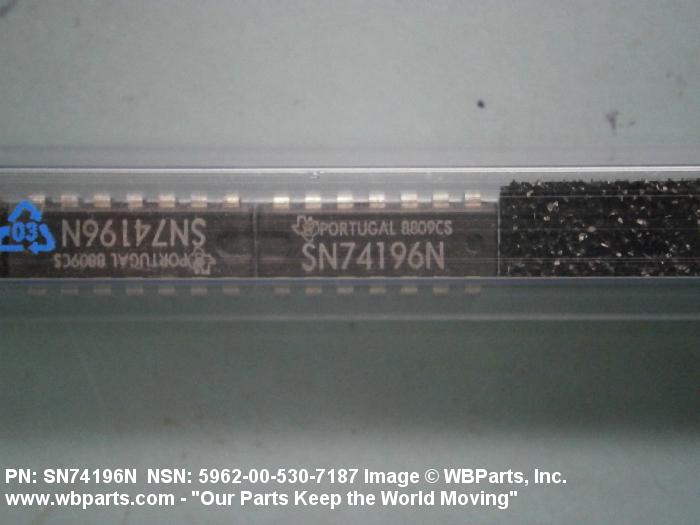 PORTUGAL 8809CS
SN74196N
03
PORTUGAL 8809CS
SN74196N
PN: SN74196N NSN: 5962-00-530-7187 Image © WBParts, Inc.
www.wbparts.com - "Our Parts Keep the World Moving"